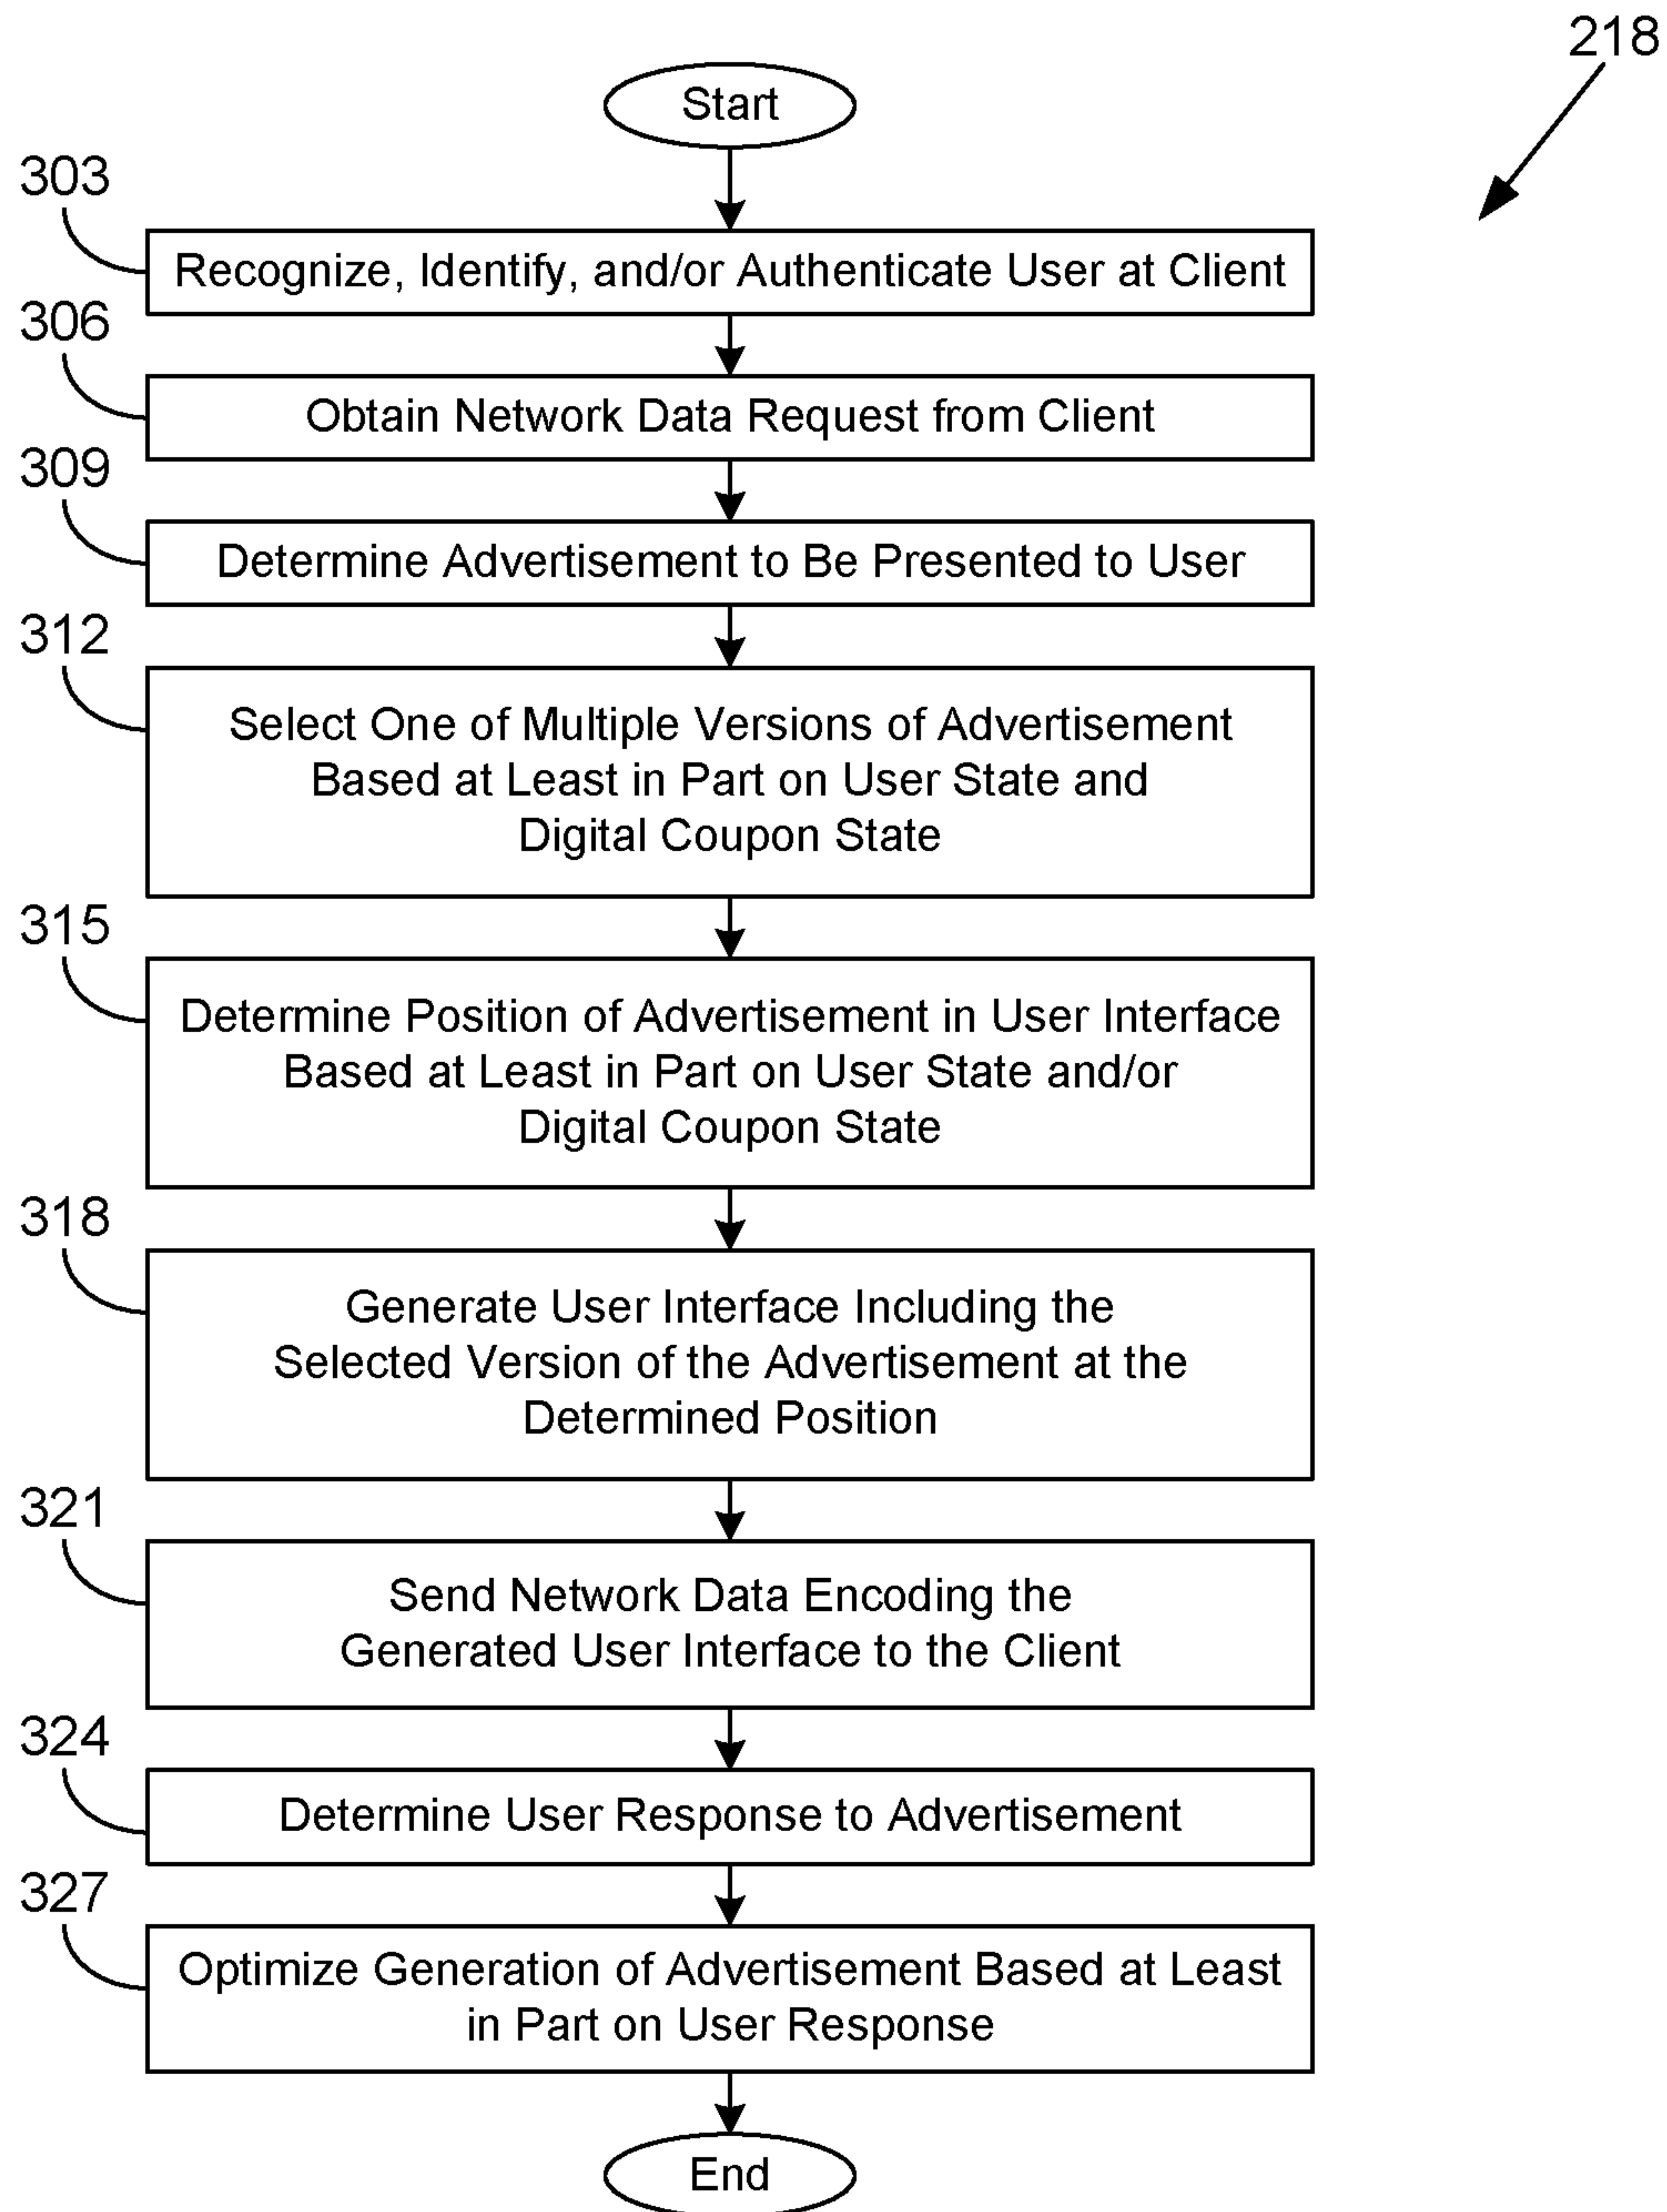 218
Start
303
Recognize, Identify, and/or Authenticate User at Client
306
Obtain Network Data Request from Client
309
Determine Advertisement to Be Presented to User
312
Select One of Multiple Versions of Advertisement
Based at Least in Part on User State and
Digital Coupon State
315
Determine Position of Advertisement in User Interface
Based at Least in Part on User State and/or
Digital Coupon State
318
Generate User Interface Including the
Selected Version of the Advertisement at the
Determined Position
321
Send Network Data Encoding the
Generated User Interface to the Client
324
Determine User Response to Advertisement
327
Optimize Generation of Advertisement Based at Least
in Part on User Response
End